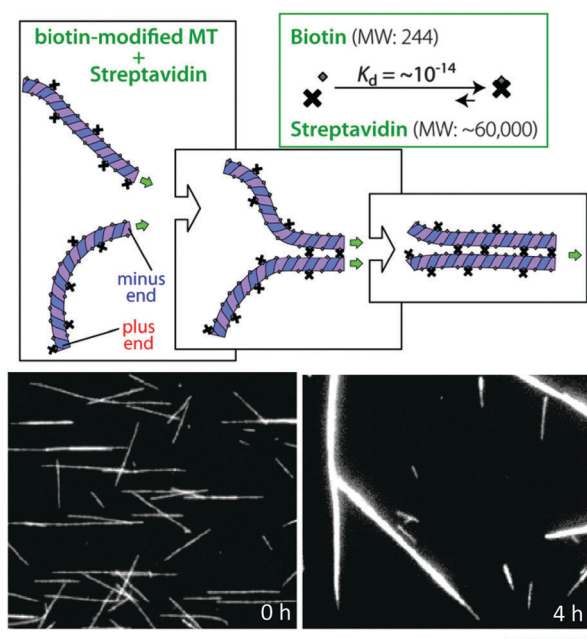 biotin-modified MT
+
Streptavidin
Biotin (MW: 244)
K_d = ~10⁻¹⁴
Streptavidin (MW: ~60,000)
minus
end
plus
end
0 h
4 h